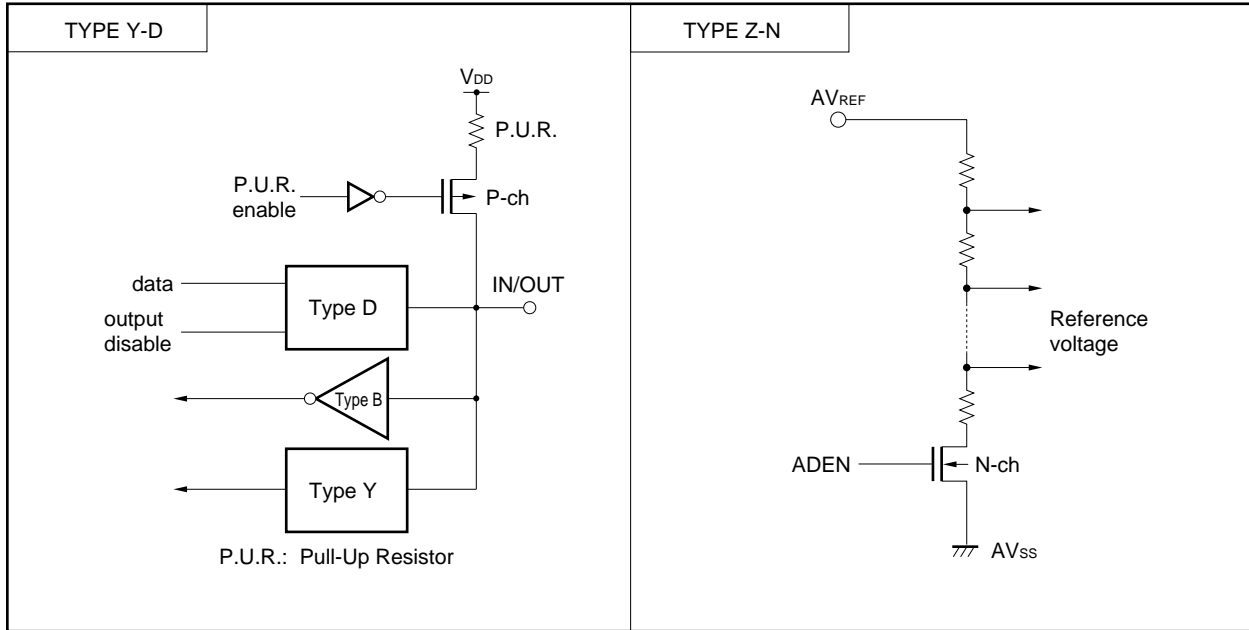 TYPE Y-D
VDD
P.U.R.
P.U.R.
enable
P-ch
data
output
disable
Type D
IN/OUT
Type B
Type Y
P.U.R.: Pull-Up Resistor
TYPE Z-N
AVREF
Reference
voltage
ADEN
N-ch
AVSS